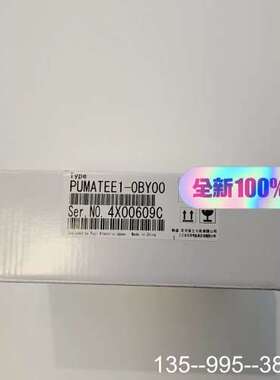 Type
PUMATEE1-0BY00
全新100%
Ser.NO. 4X00609C
135--995--38